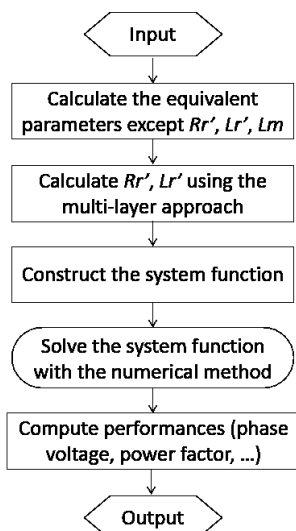 Input
Calculate the equivalent
parameters except Rr’, Lr’, Lm
Calculate Rr’, Lr’ using the
multi-layer approach
Construct the system function
Solve the system function
with the numerical method
Compute performances (phase
voltage, power factor, ...)
Output